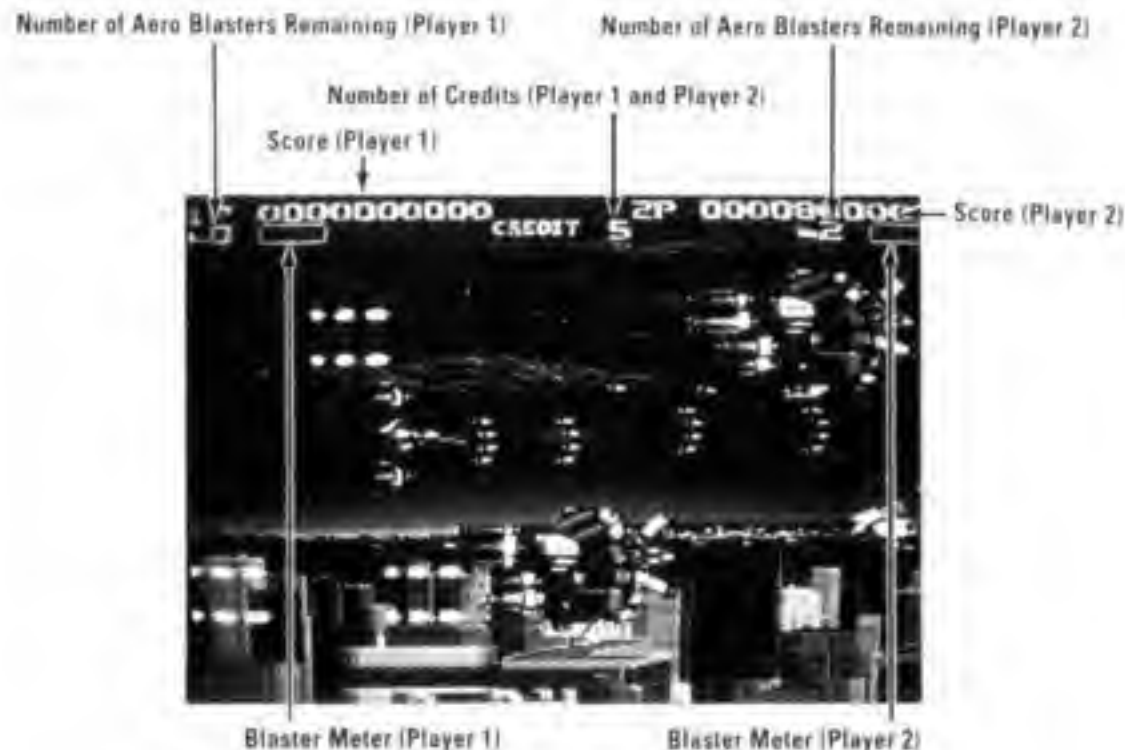 Number of Aero Blasters Remaining (Player 1)
Number of Aero Blasters Remaining (Player 2)
Number of Credits (Player 1 and Player 2)
Score (Player 1)
0000000000
2P
Score (Player 2)
CREDIT 5
2
Blaster Meter (Player 1)
Blaster Meter (Player 2)